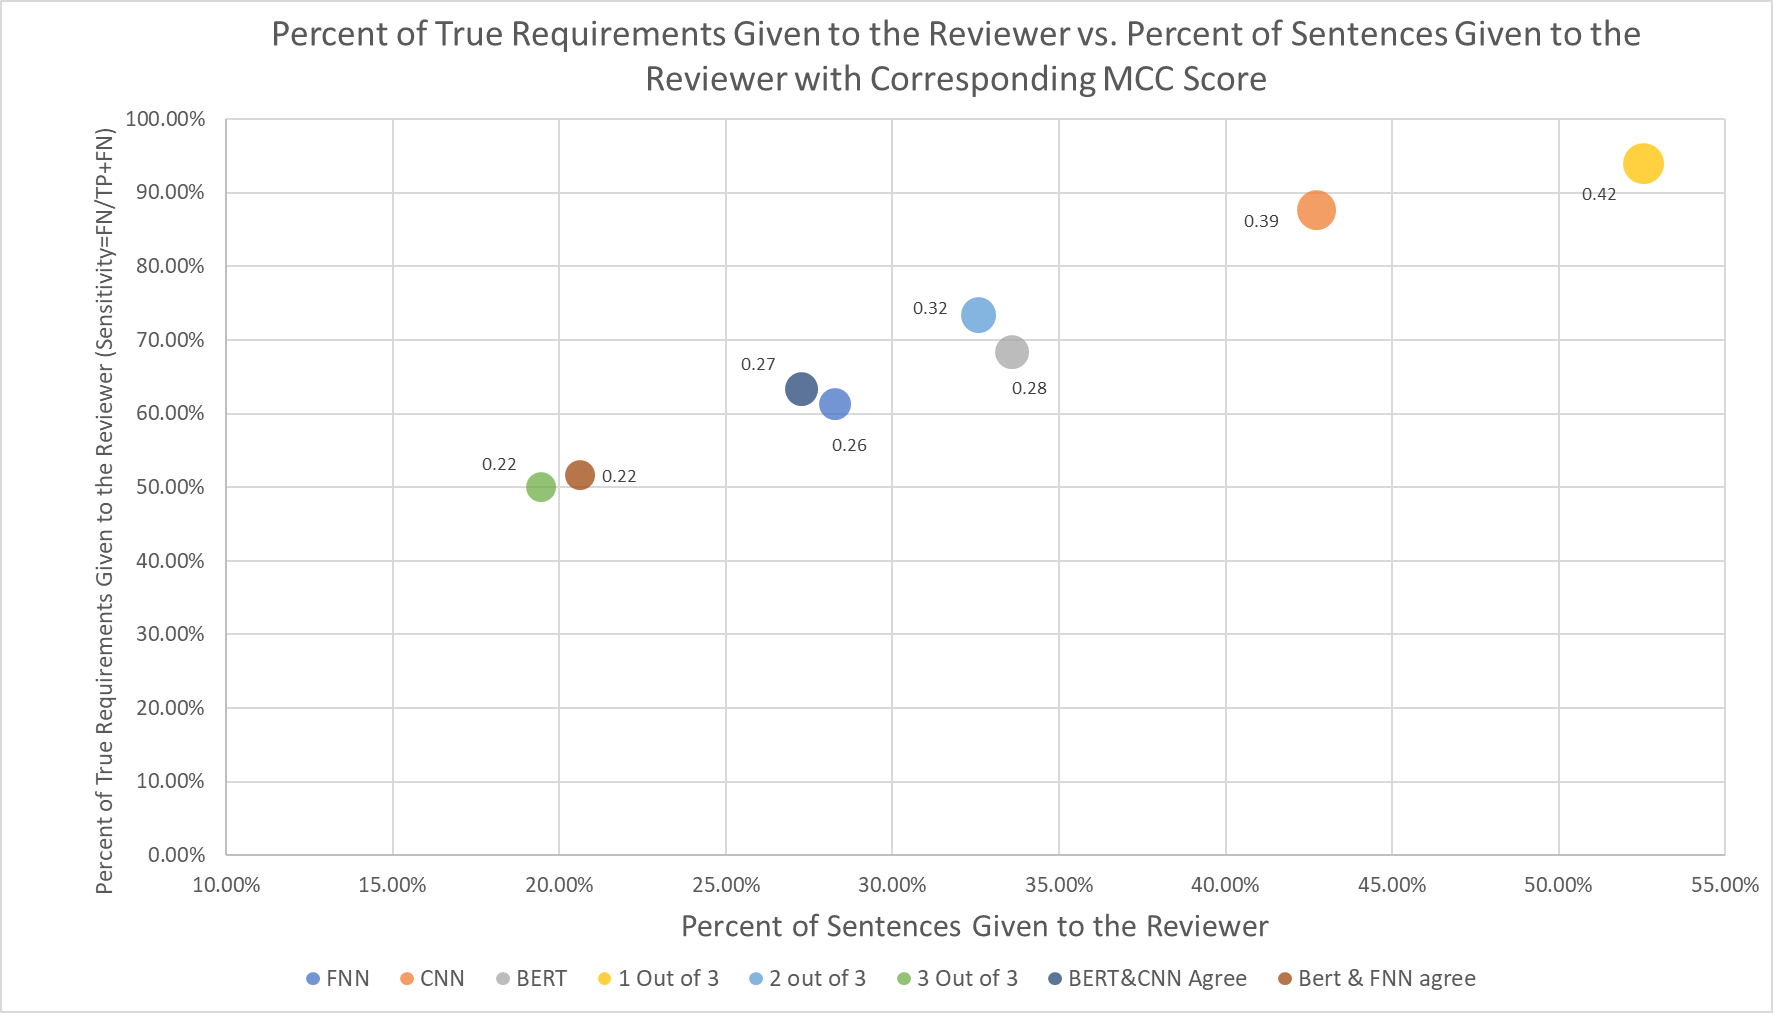 Percent of True Requirements Given to the Reviewer vs. Percent of Sentences Given to the
Reviewer with Corresponding MCC Score
Percent of True Requirements Given to the Reviewer (Sensitivity=FN/TP+FN)
100.00%
90.00%
80.00%
70.00%
60.00%
50.00%
40.00%
30.00%
20.00%
10.00%
0.00%
0.42
0.39
0.32
0.28
0.27
0.26
0.22
0.22
10.00%
15.00%
20.00%
25.00%
30.00%
35.00%
40.00%
45.00%
50.00%
55.00%
Percent of Sentences Given to the Reviewer
FNN
CNN
BERT
1 Out of 3
2 out of 3
3 Out of 3
BERT&CNN Agree
Bert & FNN agree